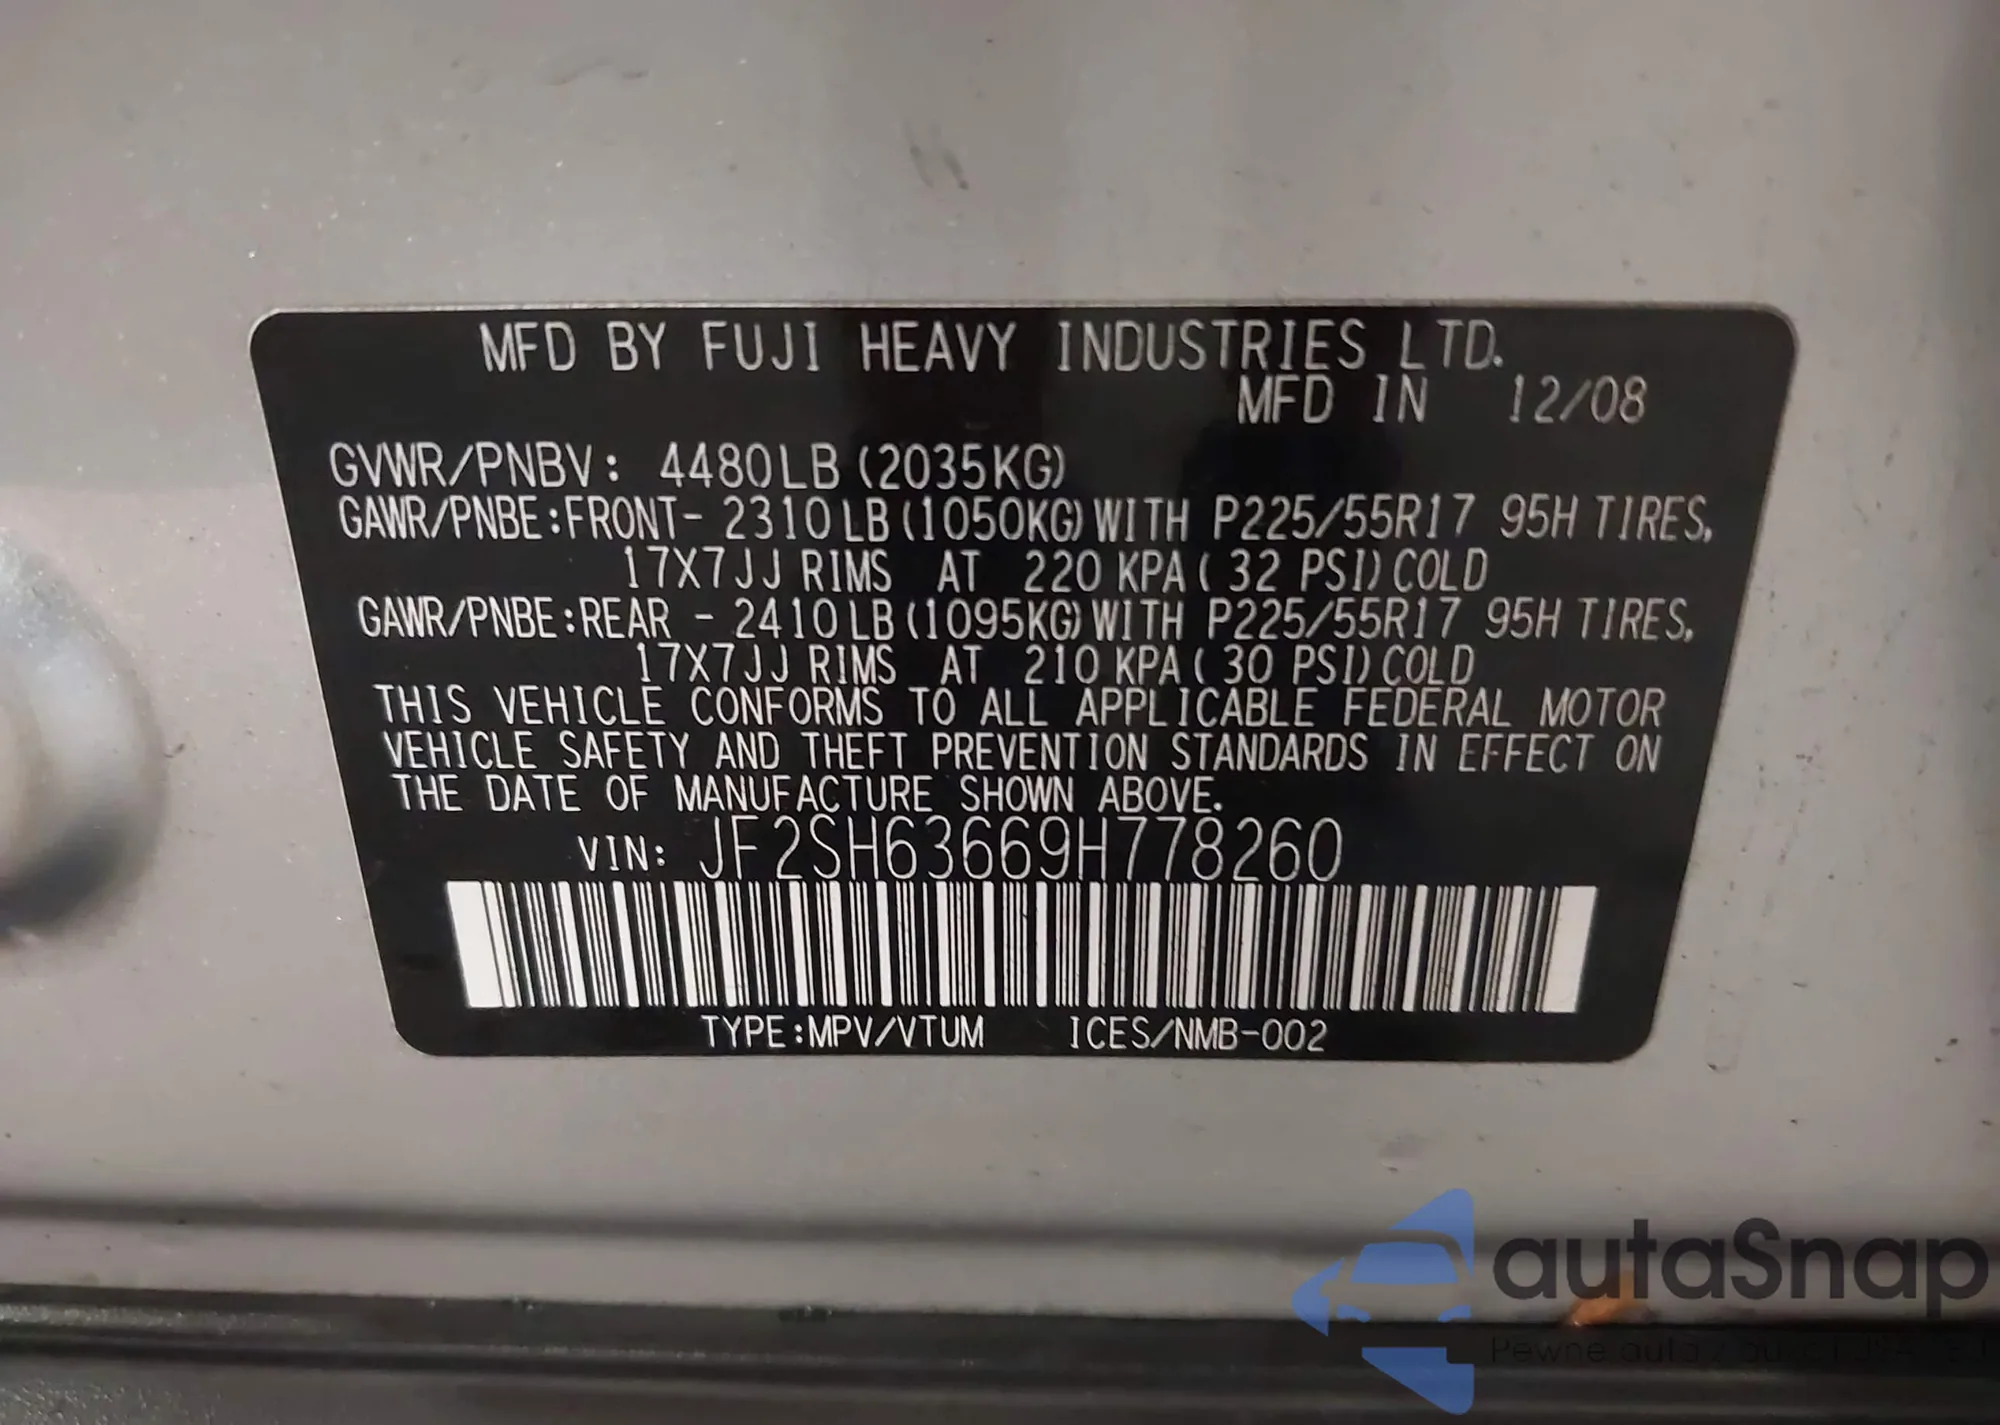 MFD BY FUJI HEAVY INDUSTRIES LTD.
MFD IN 12/08
GVWR/PNBV: 4480LB (2035KG)
GAWR/PNBE:FRONT- 2310LB (1050KG) WITH P225/55R17 95H TIRES,
17X7JJ RIMS AT 220 KPA ( 32 PSI) COLD
GAWR/PNBE:REAR - 2410LB (1095KG) WITH P225/55R17 95H TIRES,
17X7JJ RIMS AT 210 KPA ( 30 PSI) COLD
THIS VEHICLE CONFORMS TO ALL APPLICABLE FEDERAL MOTOR
VEHICLE SAFETY AND THEFT PREVENTION STANDARDS IN EFFECT ON
THE DATE OF MANUFACTURE SHOWN ABOVE.
VIN: JF2SH63669H778260
TYPE:MPV/VTUM ICES/NMB-002
autaSnap
Pewne auta z